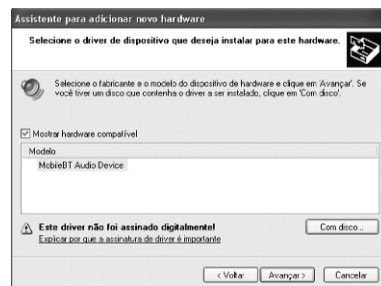 Assistente para adicionar novo hardware
Selecione o driver de dispositivo que deseja instalar para este hardware.
Selecione o fabricante e o modelo do dispositivo de hardware e clique em 'Avançar'. Se
você tiver um disco que contenha o driver a ser instalado, clique em 'Com disco'.
Mostrar hardware compatível
Modelo
MobileBT Audio Device
Este driver não foi assinado digitalmente!
Com disco...
Explicar por que a assinatura de driver é importante
< Voltar
Avançar >
Cancelar